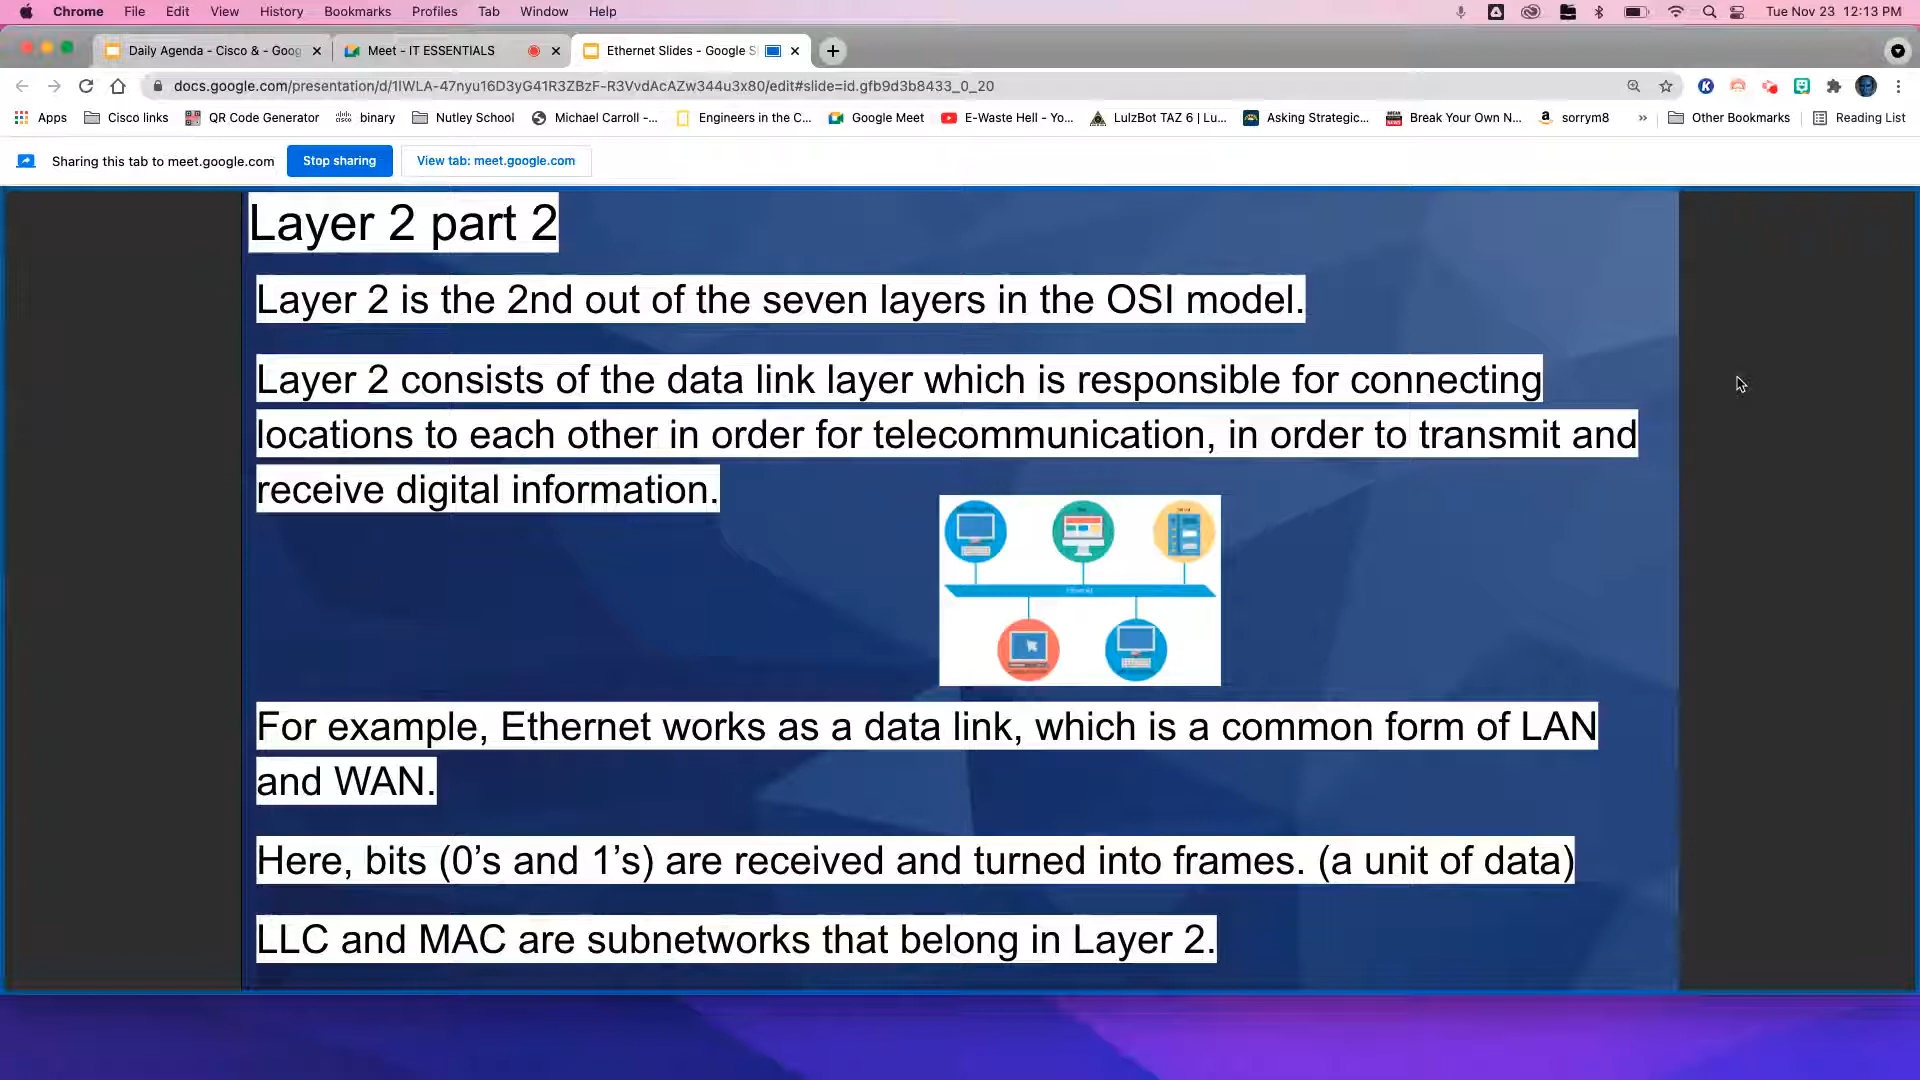 Chrome File Edit View History Bookmarks Profiles Tab Window Help Tue Nov 23 12:13 PM
Daily Agenda - Cisco & - Goog Meet - IT ESSENTIALS Ethernet Slides - Google S
docs.google.com/presentation/d/1IWLA-47nyu16D3yG41R3ZBzF-R3VvdAcAZw344u3x80/edit#slide=id.gfb9d3b8433_0_20
Apps Cisco links QR Code Generator binary Nutley School Michael Carroll -... Engineers in the C... Google Meet E-Waste Hell - Yo... LulzBot TAZ 6 | Lu... Asking Strategic... Break Your Own N... sorrym8 » Other Bookmarks Reading List
Sharing this tab to meet.google.com Stop sharing View tab: meet.google.com
Layer 2 part 2
Layer 2 is the 2nd out of the seven layers in the OSI model.
Layer 2 consists of the data link layer which is responsible for connecting
locations to each other in order for telecommunication, in order to transmit and
receive digital information.
For example, Ethernet works as a data link, which is a common form of LAN
and WAN.
Here, bits (0’s and 1’s) are received and turned into frames. (a unit of data)
LLC and MAC are subnetworks that belong in Layer 2.